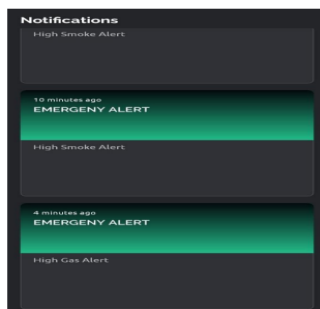 Notifications
High Smoke Alert
10 minutes ago
EMERGENY ALERT
High Smoke Alert
4 minutes ago
EMERGENY ALERT
High Gas Alert